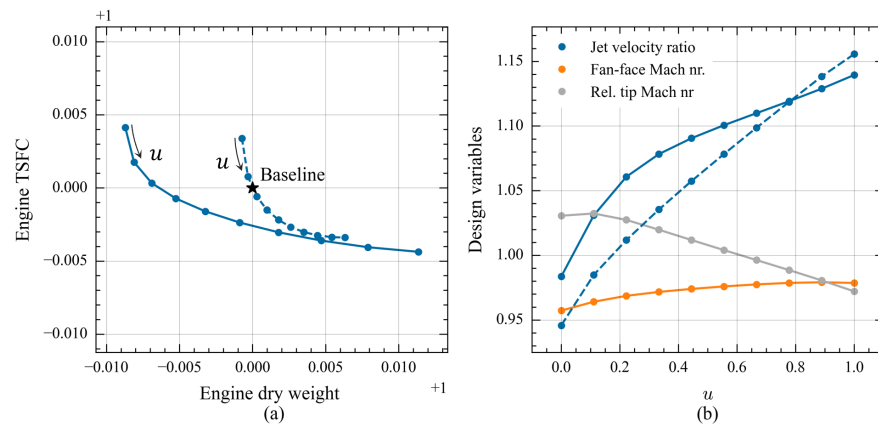 +1
0.010
0.005
0.000
−0.005
−0.010
Engine TSFC
u
u
Baseline
−0.010 −0.005 0.000 0.005 0.010
+1
Engine dry weight
(a)
1.15
1.10
1.05
1.00
0.95
Design variables
Jet velocity ratio
Fan-face Mach nr.
Rel. tip Mach nr
0.0 0.2 0.4 0.6 0.8 1.0
u
(b)